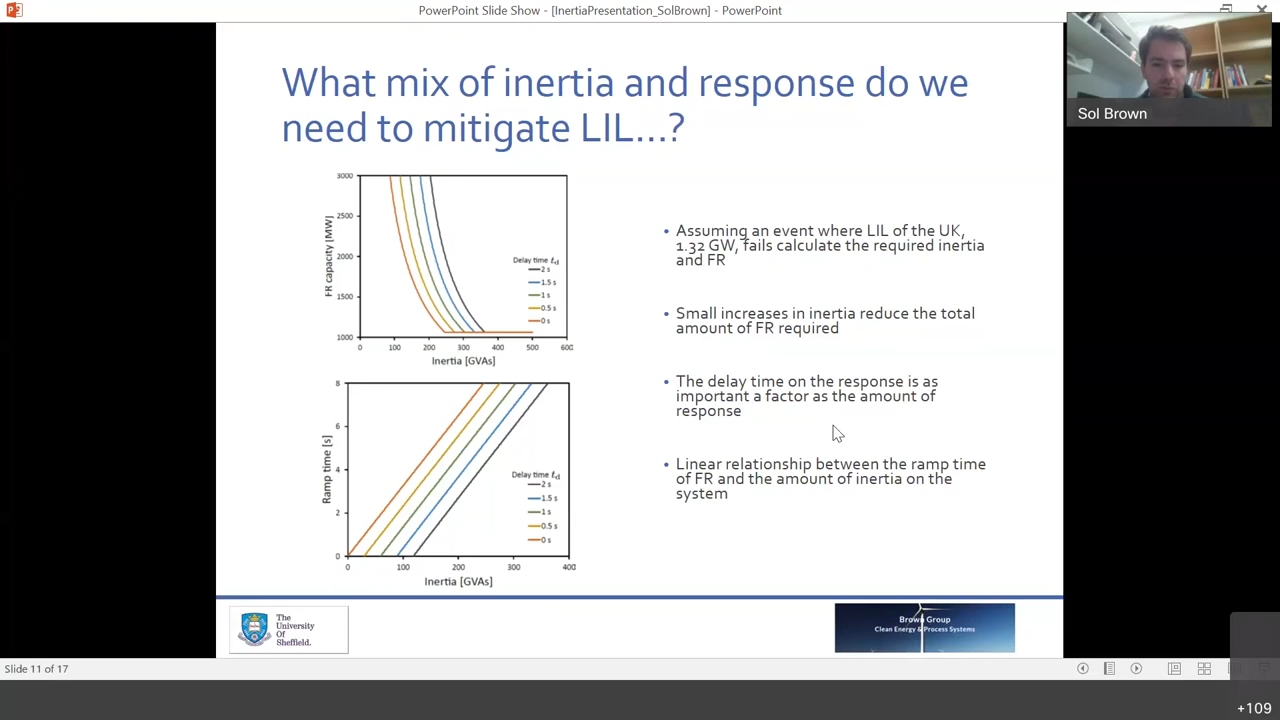 PowerPoint Slide Show - [InertiaPresentation_SolBrown] - PowerPoint
Sol Brown
What mix of inertia and response do we
need to mitigate LIL...?
FR capacity [MW]
3000
2500
2000
1500
1000
0 100 200 300 400 500 600
Inertia [GVAs]
Delay time td
2 s
1.5 s
1 s
0.5 s
0 s
Ramp time [s]
8
6
4
2
0
0 100 200 300 400
Inertia [GVAs]
Delay time td
2 s
1.5 s
1 s
0.5 s
0 s
• Assuming an event where LIL of the UK,
1.32 GW, fails calculate the required inertia
and FR
• Small increases in inertia reduce the total
amount of FR required
• The delay time on the response is as
important a factor as the amount of
response
• Linear relationship between the ramp time
of FR and the amount of inertia on the
system
The
University
Of
Sheffield.
Brown Group
Clean Energy & Process Systems
Slide 11 of 17
+109